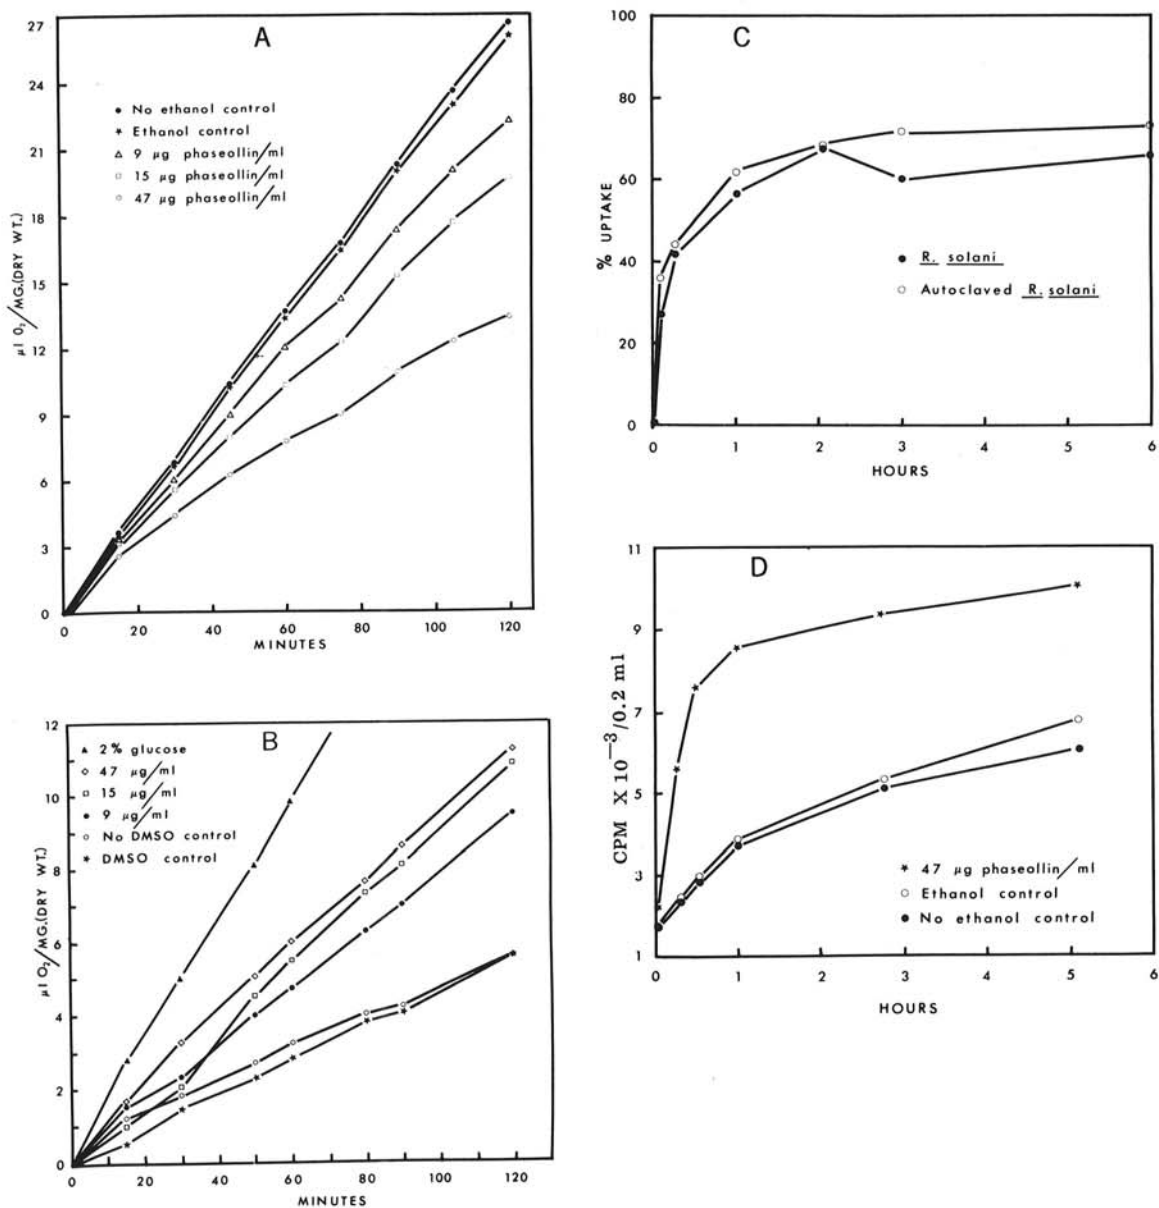 A
27
24
21
18
15
12
9
6
3
0
µl O₂/MG.(DRY WT.)
No ethanol control
Ethanol control
9 µg phaseollin/ml
15 µg phaseollin/ml
47 µg phaseollin/ml
0 20 40 60 80 100 120
MINUTES
B
12
10
8
6
4
2
0
µl O₂/MG.(DRY WT.)
2% glucose
47 µg/ml
15 µg/ml
9 µg/ml
No DMSO control
DMSO control
0 20 40 60 80 100 120
MINUTES
C
100
80
60
40
20
0
% UPTAKE
R. solani
Autoclaved R. solani
0 1 2 3 4 5 6
HOURS
D
11
9
7
5
3
1
CPM X 10⁻³/0.2 ml
47 µg phaseollin/ml
Ethanol control
No ethanol control
0 1 2 3 4 5 6
HOURS